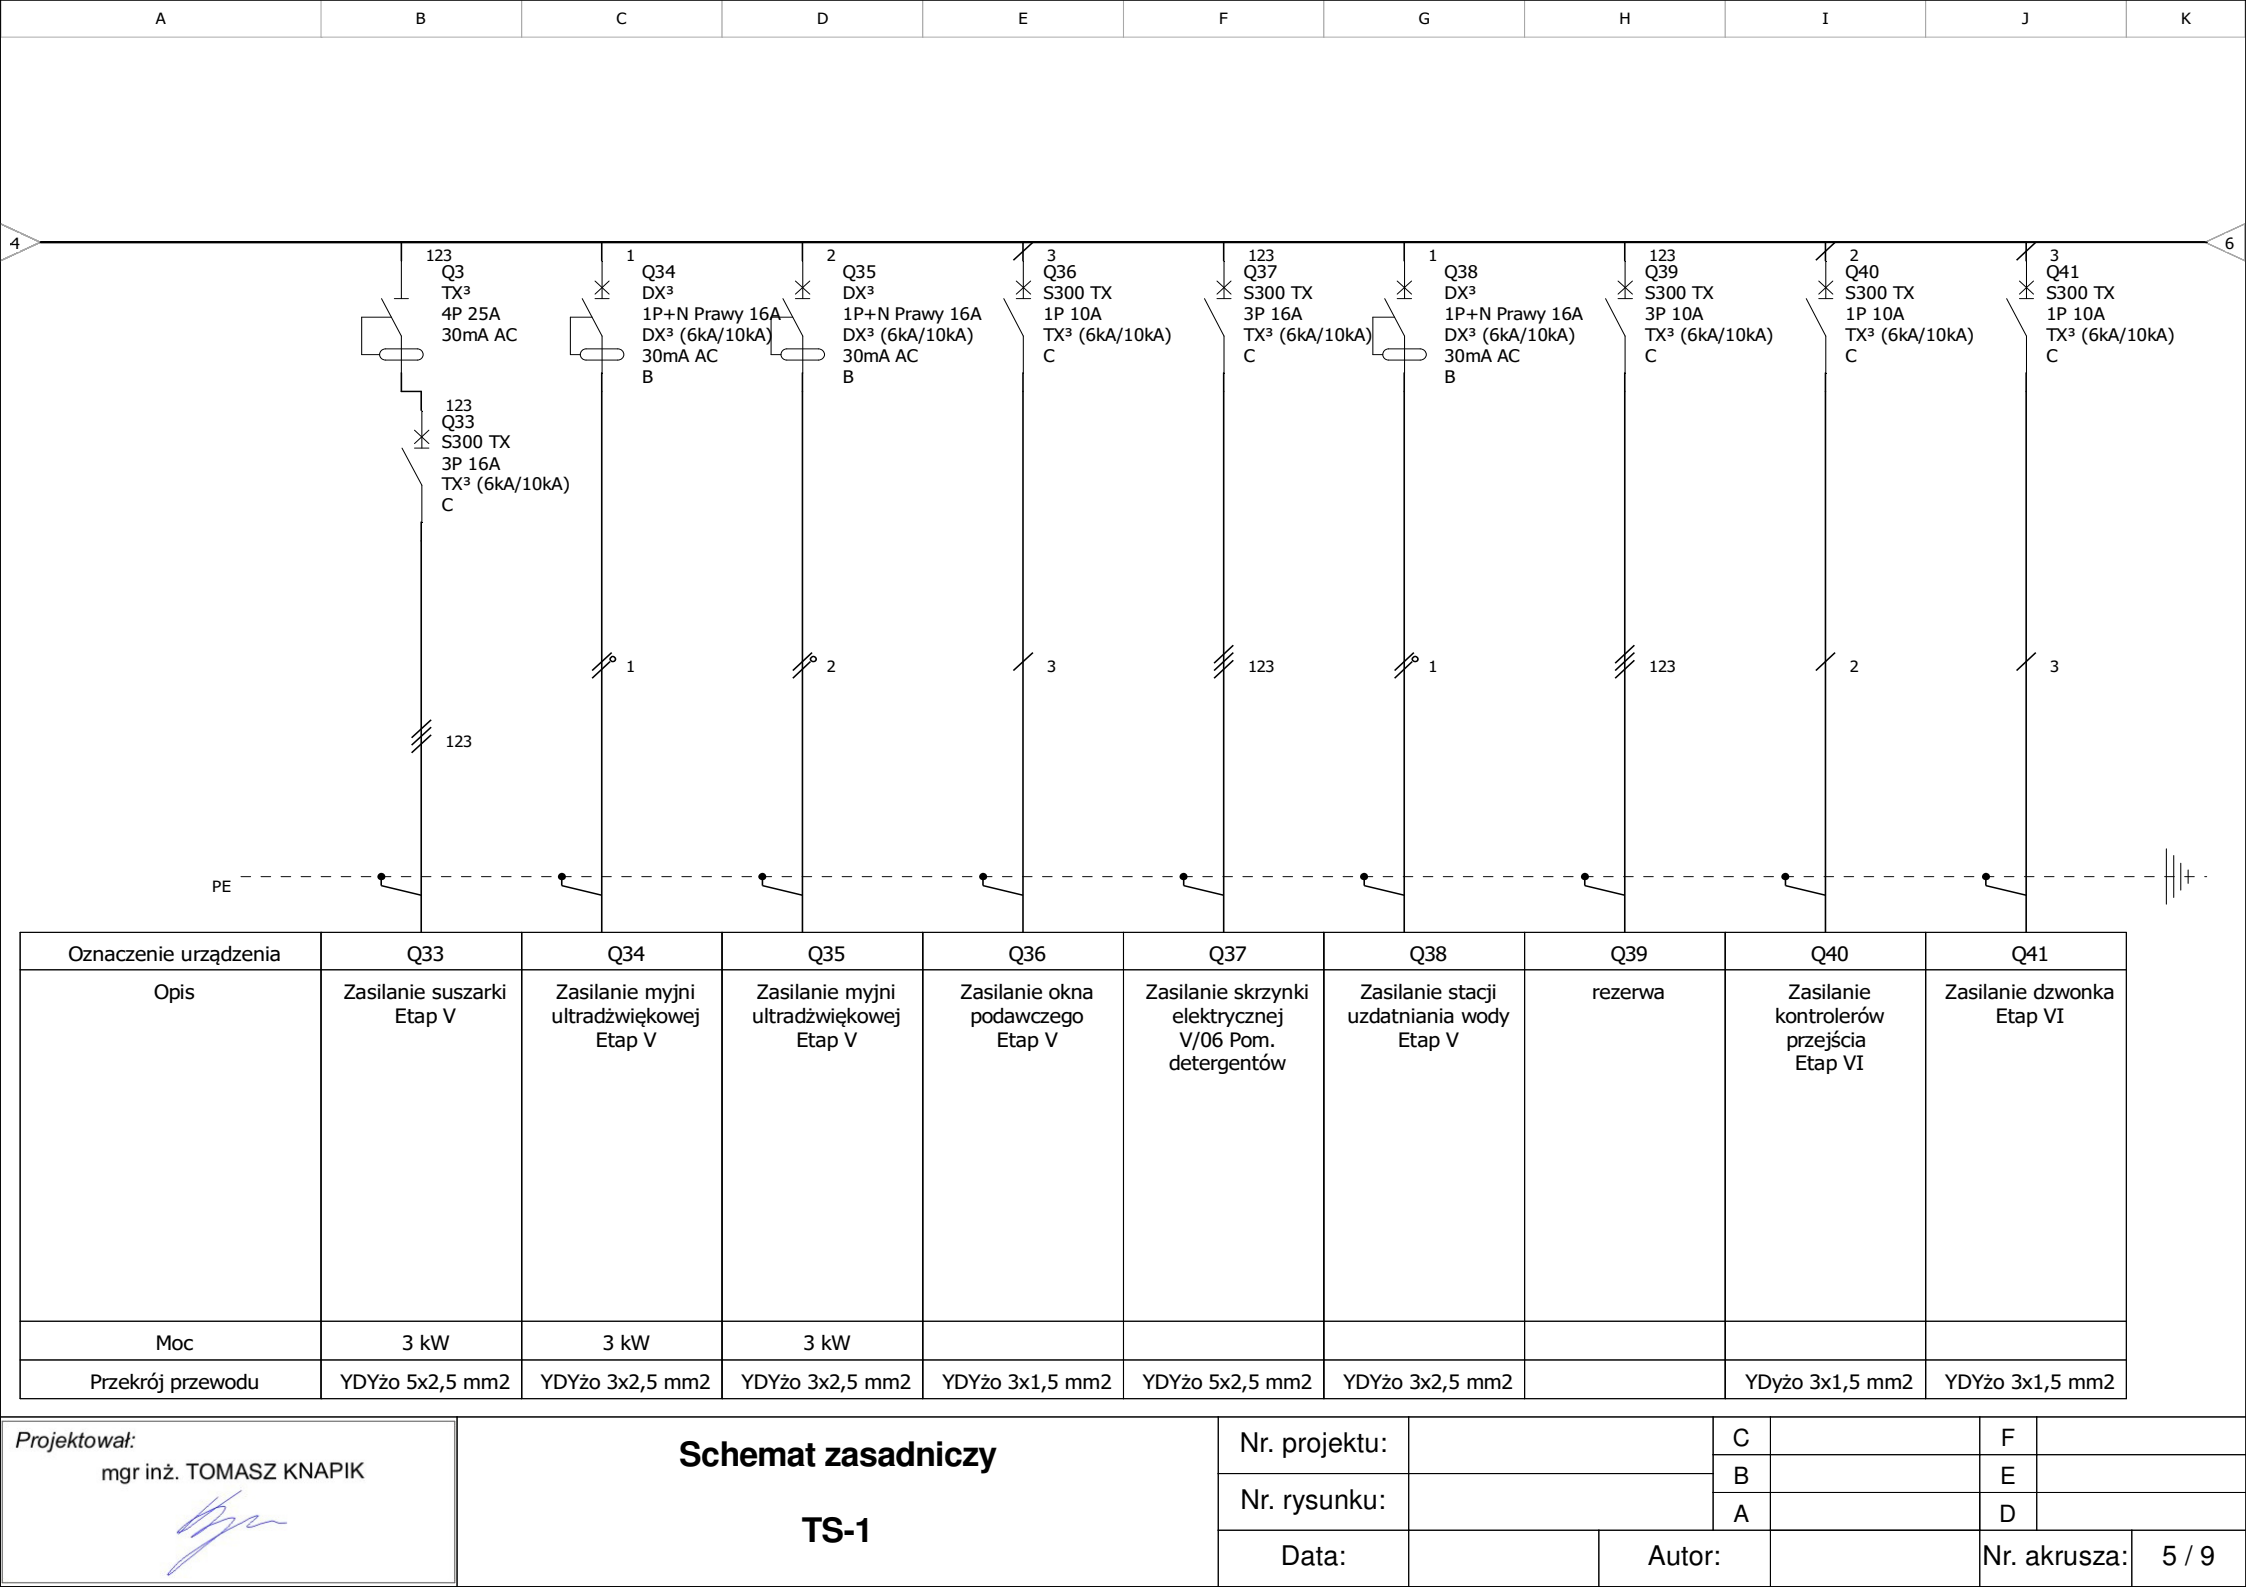 A B C D E F G H I J K
4
6
123
Q3
TX³
4P 25A
30mA AC
123
Q33
S300 TX
3P 16A
TX³ (6kA/10kA)
C
123
1
Q34
DX³
1P+N Prawy 16A
DX³ (6kA/10kA)
30mA AC
B
1
2
Q35
DX³
1P+N Prawy 16A
DX³ (6kA/10kA)
30mA AC
B
2
3
Q36
S300 TX
1P 10A
TX³ (6kA/10kA)
C
3
123
Q37
S300 TX
3P 16A
TX³ (6kA/10kA)
C
123
1
Q38
DX³
1P+N Prawy 16A
DX³ (6kA/10kA)
30mA AC
B
1
123
Q39
S300 TX
3P 10A
TX³ (6kA/10kA)
C
123
2
Q40
S300 TX
1P 10A
TX³ (6kA/10kA)
C
2
3
Q41
S300 TX
1P 10A
TX³ (6kA/10kA)
C
3
PE
Oznaczenie urządzenia Q33 Q34 Q35 Q36 Q37 Q38 Q39 Q40 Q41
Opis
Zasilanie suszarki
Etap V
Zasilanie myjni
ultradżwiękowej
Etap V
Zasilanie myjni
ultradżwiękowej
Etap V
Zasilanie okna
podawczego
Etap V
Zasilanie skrzynki
elektrycznej
V/06 Pom.
detergentów
Zasilanie stacji
uzdatniania wody
Etap V
rezerwa
Zasilanie
kontrolerów
przejścia
Etap VI
Zasilanie dzwonka
Etap VI
Moc 3 kW 3 kW 3 kW
Przekrój przewodu YDYżo 5x2,5 mm2 YDYżo 3x2,5 mm2 YDYżo 3x2,5 mm2 YDYżo 3x1,5 mm2 YDYżo 5x2,5 mm2 YDYżo 3x2,5 mm2 YDyżo 3x1,5 mm2 YDYżo 3x1,5 mm2
Projektował:
mgr inż. TOMASZ KNAPIK
Schemat zasadniczy
TS-1
Nr. projektu:
Nr. rysunku:
Data:
Autor:
C F
B E
A D
Nr. akrusza: 5 / 9